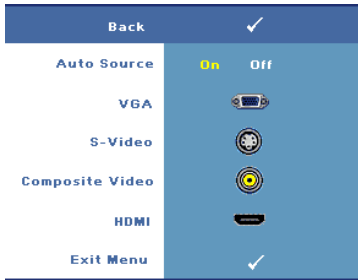 Back
Auto Source On Off
VGA
S-Video
Composite Video
HDMI
Exit Menu